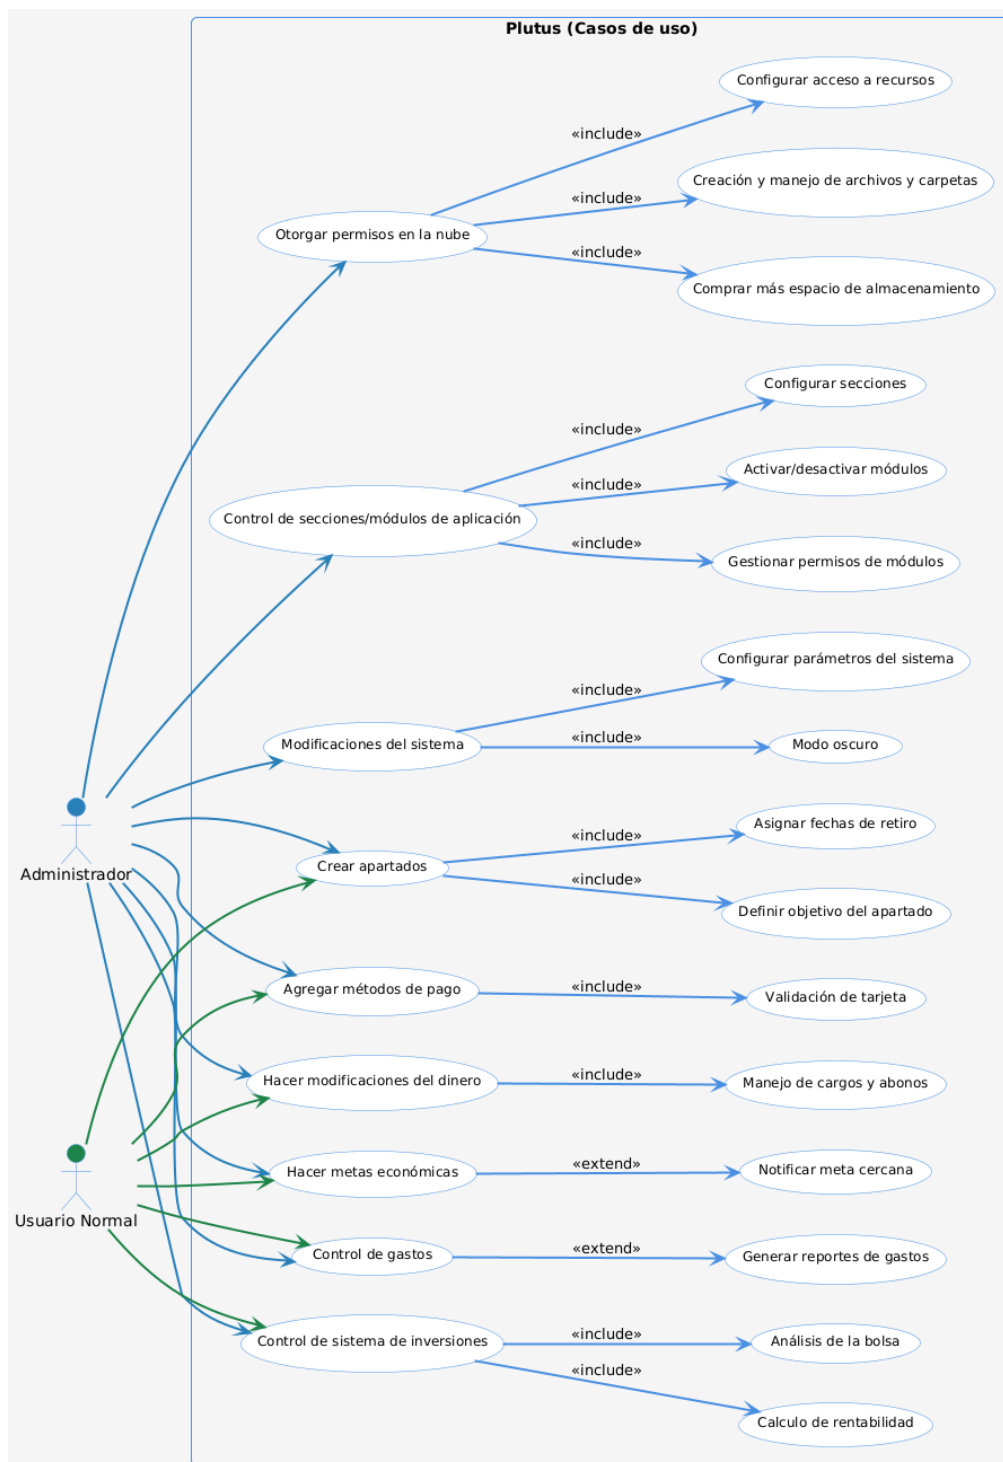 Plutus (Casos de uso)
Configurar acceso a recursos
«include»
Creación y manejo de archivos y carpetas
«include»
Otorgar permisos en la nube
«include»
Comprar más espacio de almacenamiento
Configurar secciones
«include»
Activar/desactivar módulos
«include»
Control de secciones/módulos de aplicación
«include»
Gestionar permisos de módulos
Configurar parámetros del sistema
«include»
Modificaciones del sistema
«include»
Modo oscuro
Asignar fechas de retiro
«include»
Crear apartados
Administrador
«include»
Definir objetivo del apartado
Agregar métodos de pago
«include»
Validación de tarjeta
Hacer modificaciones del dinero
«include»
Manejo de cargos y abonos
Hacer metas económicas
«extend»
Notificar meta cercana
Usuario Normal
Control de gastos
«extend»
Generar reportes de gastos
Control de sistema de inversiones
«include»
Análisis de la bolsa
«include»
Calculo de rentabilidad